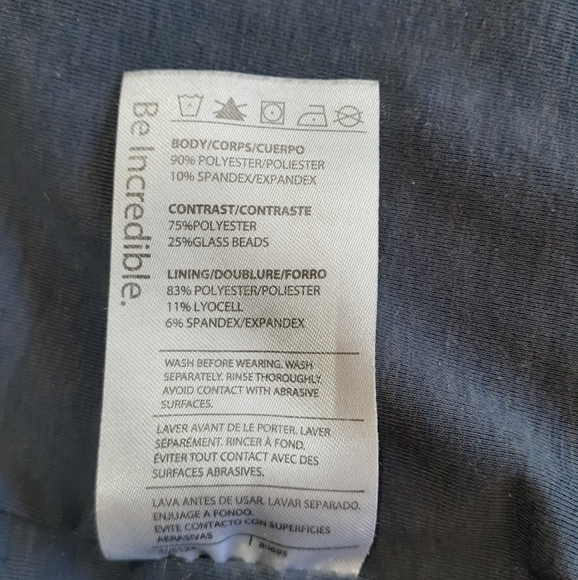 Be Incredible.
BODY/CORPS/CUERPO
90% POLYESTER/POLIESTER
10% SPANDEX/EXPANDEX
CONTRAST/CONTRASTE
75%POLYESTER
25%GLASS BEADS
LINING/DOUBLURE/FORRO
83% POLYESTER/POLIESTER
11% LYOCELL
6% SPANDEX/EXPANDEX
WASH BEFORE WEARING. WASH
SEPARATELY. RINSE THOROUGHLY.
AVOID CONTACT WITH ABRASIVE
SURFACES.
LAVER AVANT DE LE PORTER. LAVER
SÉPARÉMENT. RINCER À FOND.
ÉVITER TOUT CONTACT AVEC DES
SURFACES ABRASIVES.
LAVA ANTES DE USAR. LAVAR SEPARADO.
ENJUAGE A FONDO.
EVITE CONTACTO CON SUPERFICIES
ABRASIVAS